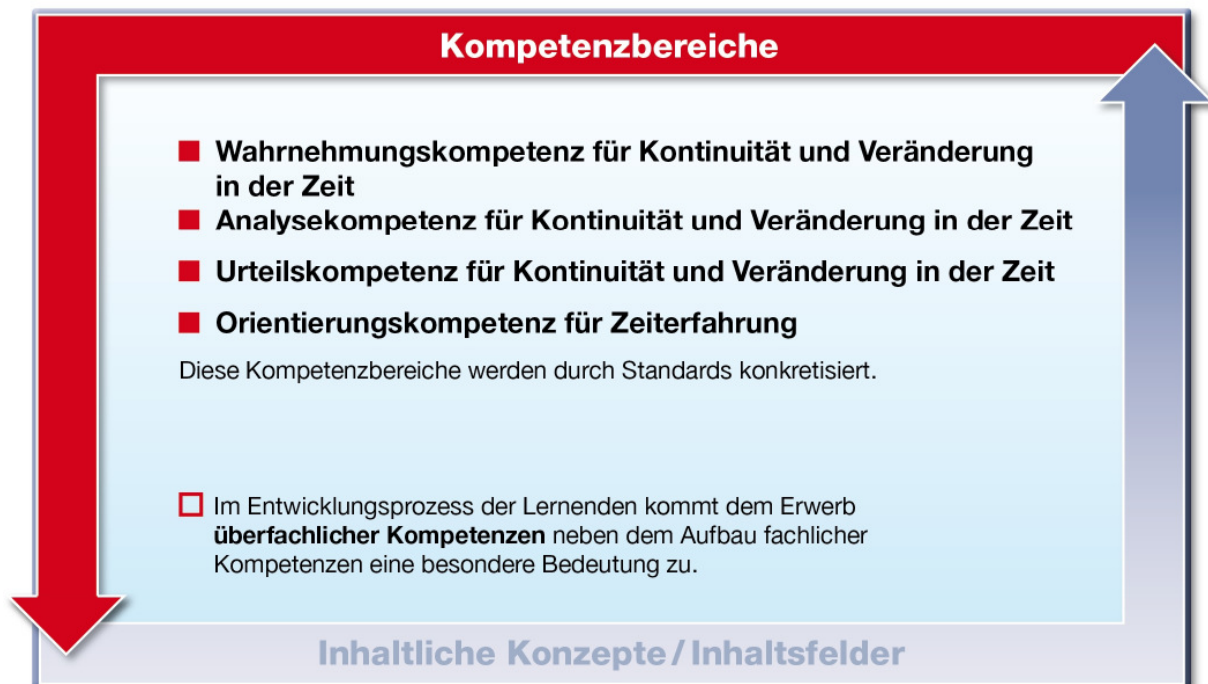 Kompetenzbereiche
Wahrnehmungskompetenz für Kontinuität und Veränderung
in der Zeit
Analysekompetenz für Kontinuität und Veränderung in der Zeit
Urteilskompetenz für Kontinuität und Veränderung in der Zeit
Orientierungskompetenz für Zeiterfahrung
Diese Kompetenzbereiche werden durch Standards konkretisiert.
Im Entwicklungsprozess der Lernenden kommt dem Erwerb
überfachlicher Kompetenzen neben dem Aufbau fachlicher
Kompetenzen eine besondere Bedeutung zu.
Inhaltliche Konzepte / Inhaltsfelder